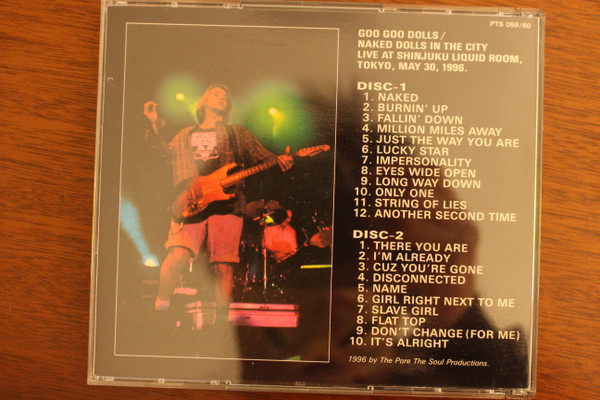 PTS 059/60
GOO GOO DOLLS/
NAKED DOLLS IN THE CITY
LIVE AT SHINJUKU LIQUID ROOM,
TOKYO, MAY 30, 1996.
DISC-1
1. NAKED
2. BURNIN' UP
3. FALLIN' DOWN
4. MILLION MILES AWAY
5. JUST THE WAY YOU ARE
6. LUCKY STAR
7. IMPERSONALITY
8. EYES WIDE OPEN
9. LONG WAY DOWN
10. ONLY ONE
11. STRING OF LIES
12. ANOTHER SECOND TIME
DISC-2
1. THERE YOU ARE
2. I'M ALREADY
3. CUZ YOU'RE GONE
4. DISCONNECTED
5. NAME
6. GIRL RIGHT NEXT TO ME
7. SLAVE GIRL
8. FLAT TOP
9. DON'T CHANGE (FOR ME)
10. IT'S ALRIGHT
1996 by The Pore The Soul Productions.